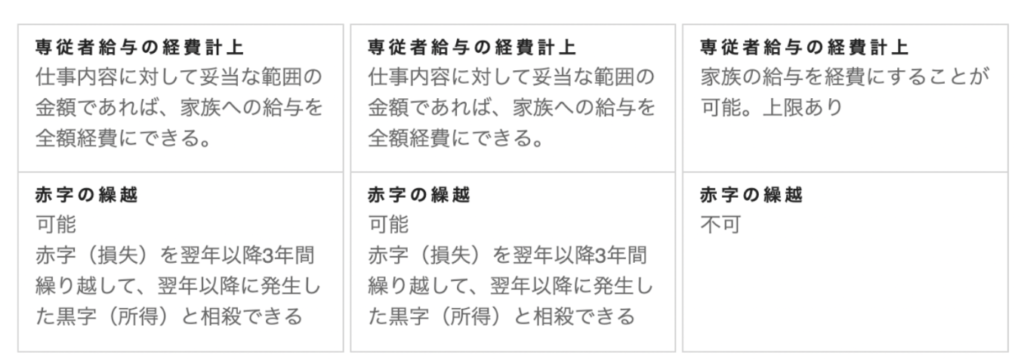 専従者給与の経費計上
仕事内容に対して妥当な範囲の
金額であれば、家族への給与を
全額経費にできる。
専従者給与の経費計上
仕事内容に対して妥当な範囲の
金額であれば、家族への給与を
全額経費にできる。
専従者給与の経費計上
家族の給与を経費にすることが
可能。上限あり
赤字の繰越
可能
赤字（損失）を翌年以降3年間
繰り越して、翌年以降に発生し
た黒字（所得）と相殺できる
赤字の繰越
可能
赤字（損失）を翌年以降3年間
繰り越して、翌年以降に発生し
た黒字（所得）と相殺できる
赤字の繰越
不可